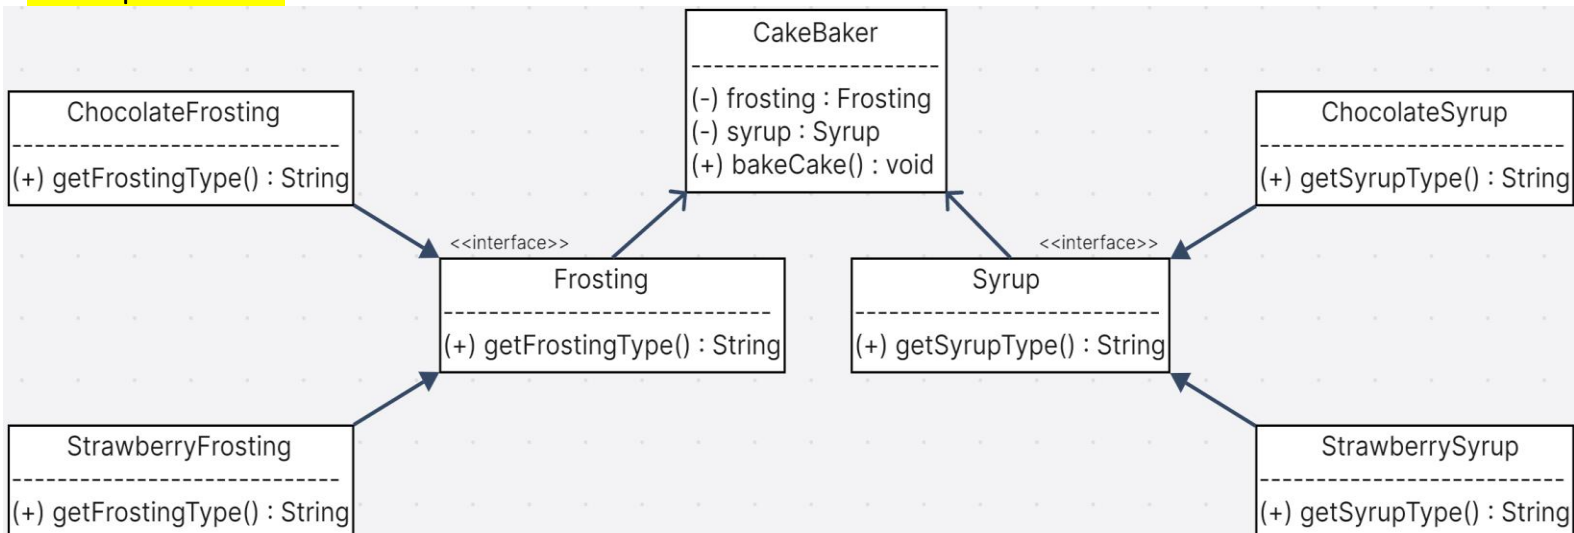 CakeBaker
(-) frosting : Frosting
(-) syrup : Syrup
(+) bakeCake() : void
ChocolateFrosting
(+) getFrostingType() : String
ChocolateSyrup
(+) getSyrupType() : String
<<interface>>
Frosting
(+) getFrostingType() : String
<<interface>>
Syrup
(+) getSyrupType() : String
StrawberryFrosting
(+) getFrostingType() : String
StrawberrySyrup
(+) getSyrupType() : String